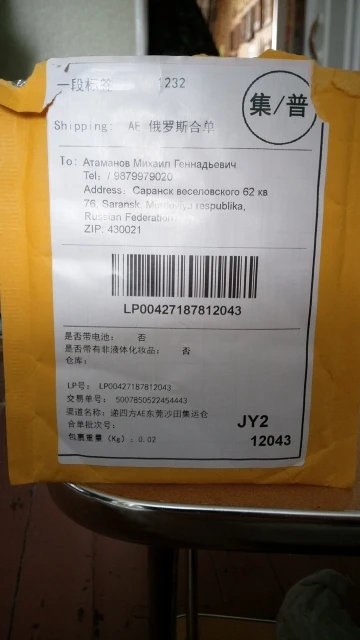 一段标签 1232
集/普
Shipping: AE 俄罗斯合单
To: Атаманов Михаил Геннадьевич
Tel: / 9879979020
Address: Саранск веселовского 62 кв
76, Saransk, Mordoviya respublika,
Russian Federation
ZIP: 430021
LP00427187812043
是否带电池: 否
是否带有非液体化妆品: 否
仓库:
LP号: LP00427187812043
交易单号: 5007850522454443
渠道名称: 递四方AE东莞沙田集运仓
合单批次号:
JY2
包裹重量 (Kg): 0.02
12043